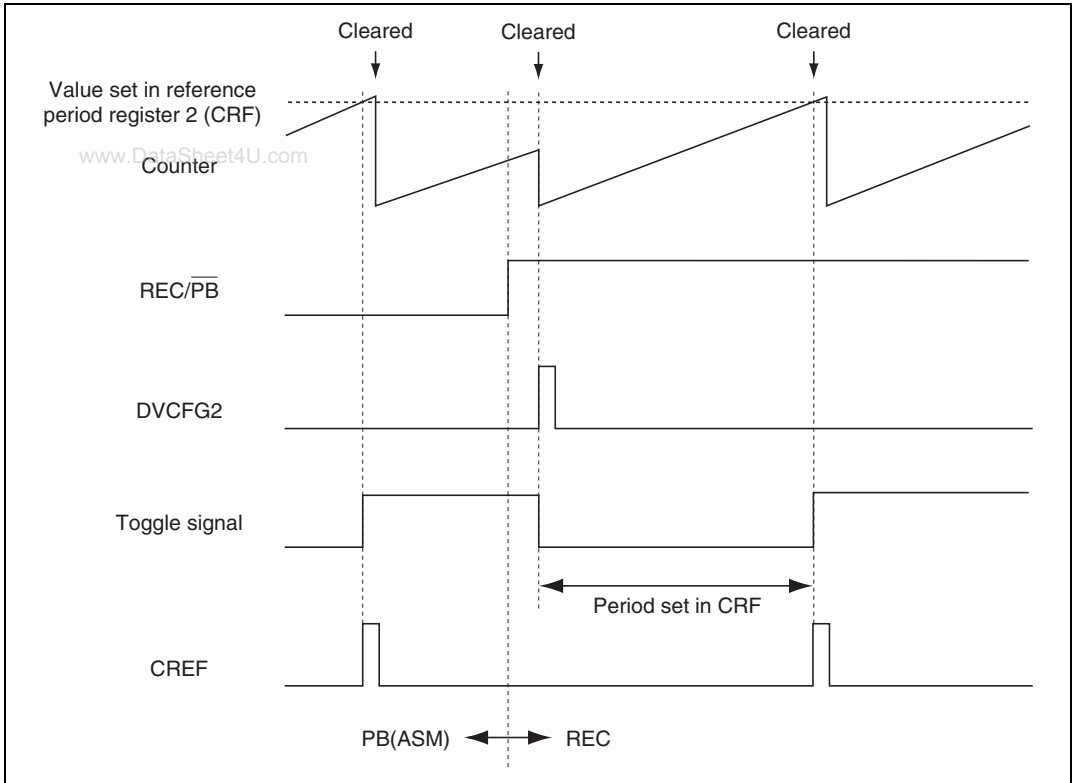 Cleared
Cleared
Cleared
Value set in reference
period register 2 (CRF)
www.DataSheet4U.com
Counter
REC/P̅B̅
DVCFG2
Toggle signal
Period set in CRF
CREF
PB(ASM)
REC